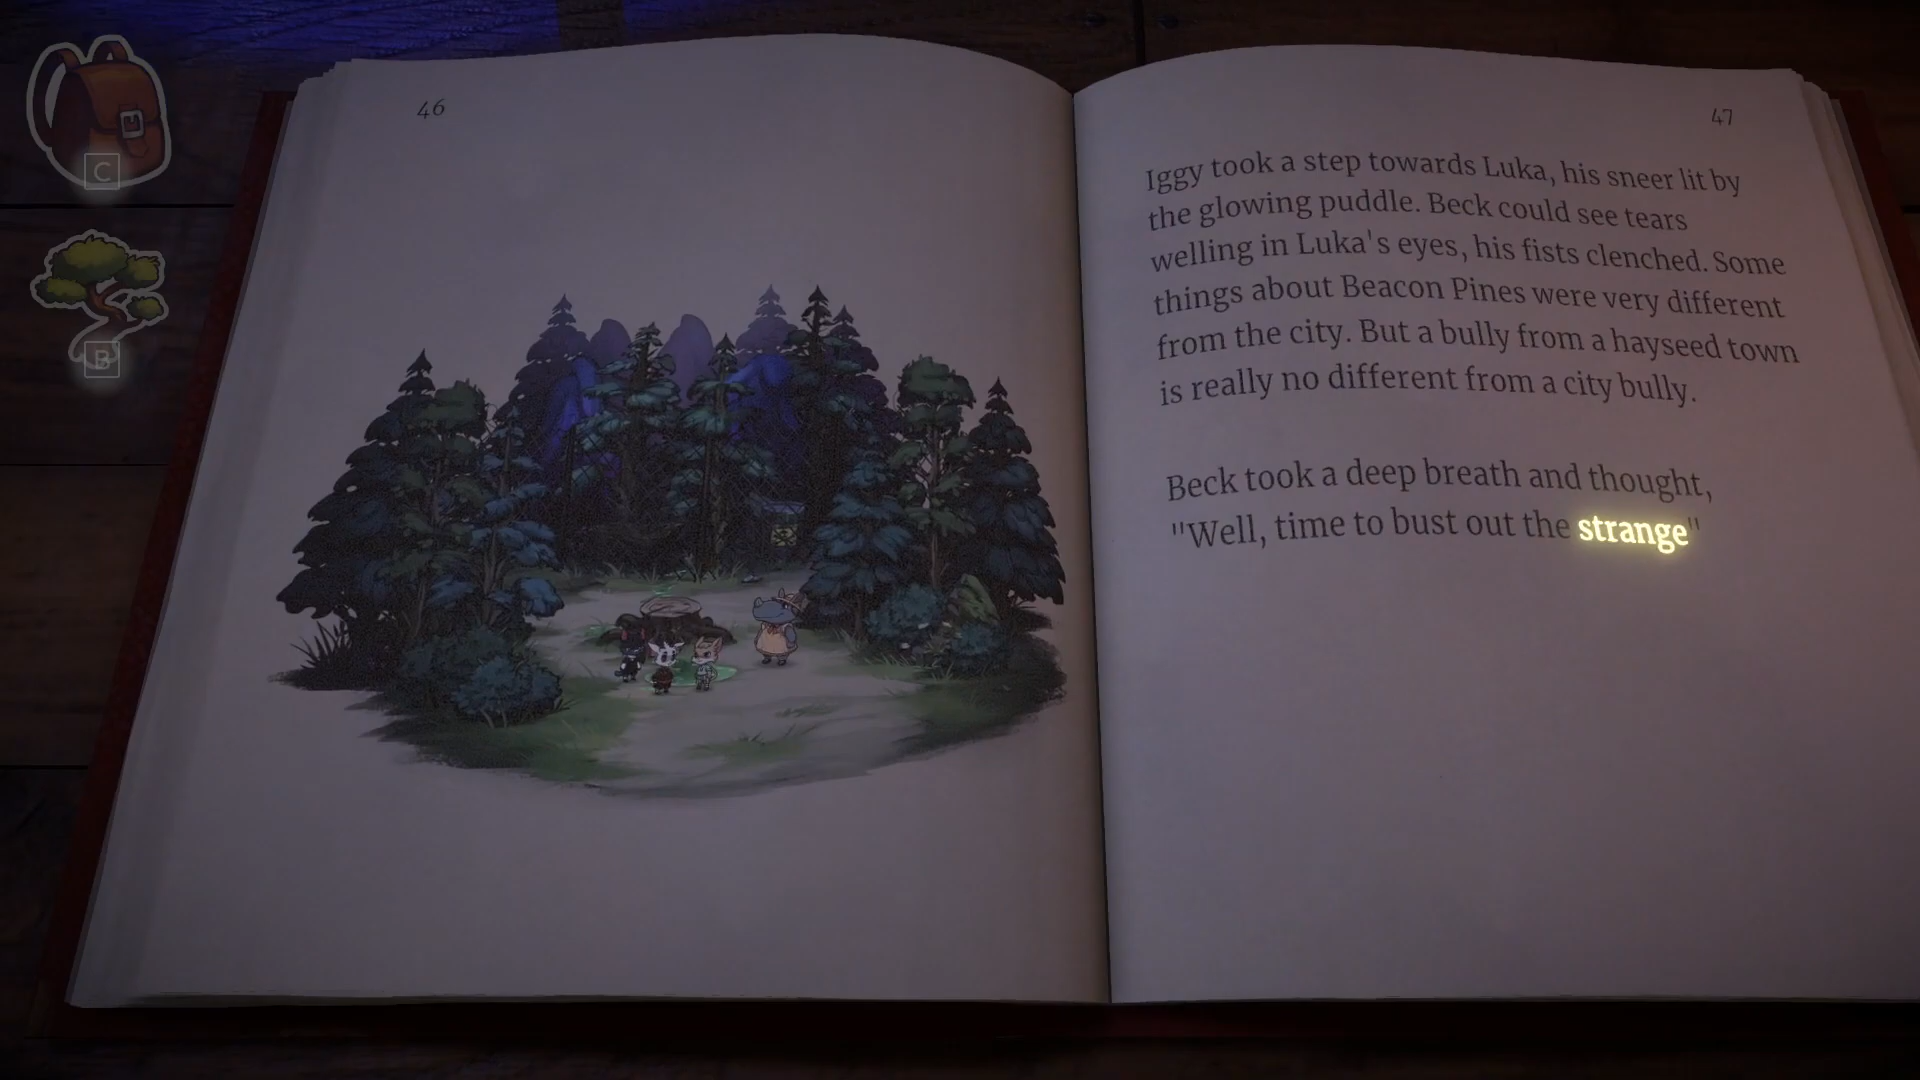 46
47
Iggy took a step towards Luka, his sneer lit by
the glowing puddle. Beck could see tears
welling in Luka's eyes, his fists clenched. Some
things about Beacon Pines were very different
from the city. But a bully from a hayseed town
is really no different from a city bully.
Beck took a deep breath and thought,
"Well, time to bust out the strange"
C
B